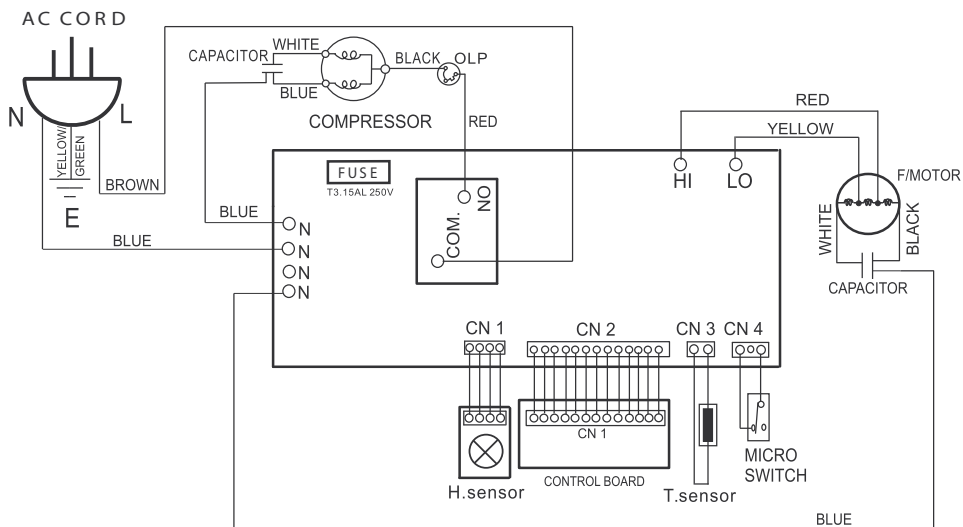 AC CORD
N
L
YELLOW/
GREEN
E
BROWN
BLUE
BLUE
CAPACITOR
WHITE
BLUE
COMPRESSOR
BLACK
OLP
RED
FUSE
T3.15AL 250V
N
N
N
N
COM.
NO
HI
LO
RED
YELLOW
F/MOTOR
WHITE
BLACK
CAPACITOR
CN 1
CN 2
CN 3
CN 4
CN 1
H.sensor
CONTROL BOARD
T.sensor
MICRO
SWITCH
BLUE